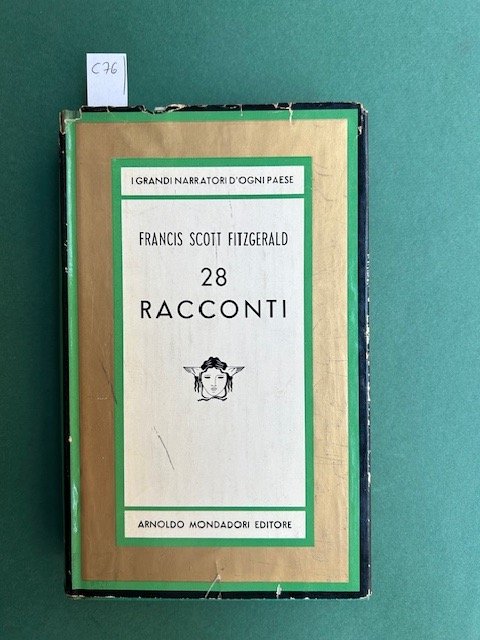 C76
I GRANDI NARRATORI D'OGNI PAESE
FRANCIS SCOTT FITZGERALD
28
RACCONTI
ARNOLDO MONDADORI EDITORE